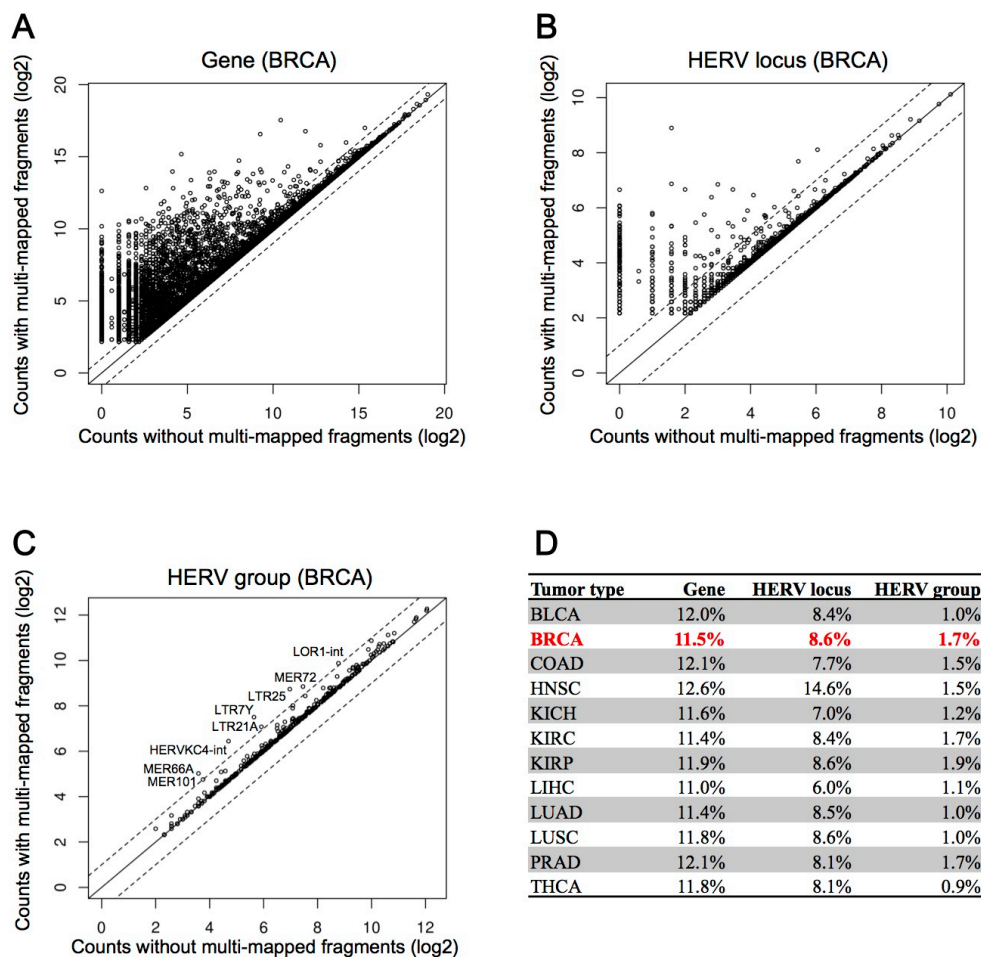 A
Gene (BRCA)
Counts with multi-mapped fragments (log2)
20
15
10
5
0
0 5 10 15 20
Counts without multi-mapped fragments (log2)
B
HERV locus (BRCA)
Counts with multi-mapped fragments (log2)
10
8
6
4
2
0
0 2 4 6 8 10
Counts without multi-mapped fragments (log2)
C
HERV group (BRCA)
Counts with multi-mapped fragments (log2)
12
10
8
6
4
2
0
LOR1-int
MER72
LTR25
LTR7Y
LTR21A
HERVKC4-int
MER66A
MER101
0 2 4 6 8 10 12
Counts without multi-mapped fragments (log2)
D
Tumor type Gene HERV locus HERV group
BLCA 12.0% 8.4% 1.0%
BRCA 11.5% 8.6% 1.7%
COAD 12.1% 7.7% 1.5%
HNSC 12.6% 14.6% 1.5%
KICH 11.6% 7.0% 1.2%
KIRC 11.4% 8.4% 1.7%
KIRP 11.9% 8.6% 1.9%
LIHC 11.0% 6.0% 1.1%
LUAD 11.4% 8.5% 1.0%
LUSC 11.8% 8.6% 1.0%
PRAD 12.1% 8.1% 1.7%
THCA 11.8% 8.1% 0.9%